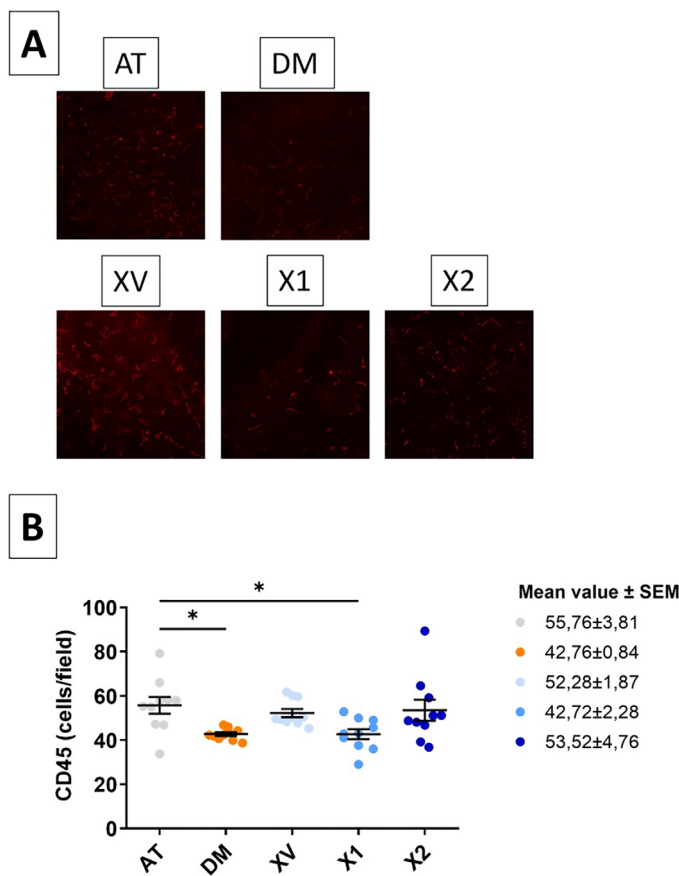 A
AT
DM
XV
X1
X2
B
*
*
Mean value ± SEM
55,76±3,81
42,76±0,84
52,28±1,87
42,72±2,28
53,52±4,76
CD45 (cells/field)
100
80
60
40
20
0
AT
DM
XV
X1
X2